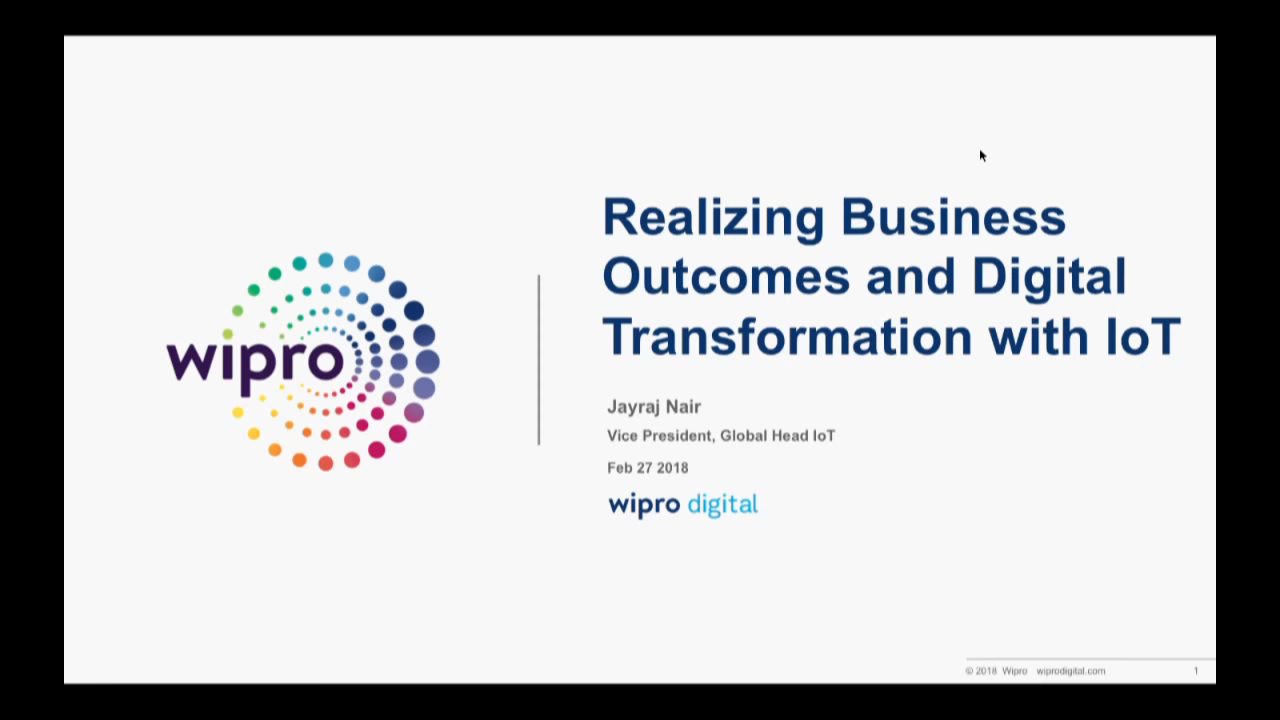 wipro
Realizing Business
Outcomes and Digital
Transformation with IoT
Jayraj Nair
Vice President, Global Head IoT
Feb 27 2018
wipro digital
© 2018 Wipro wiprodigital.com 1